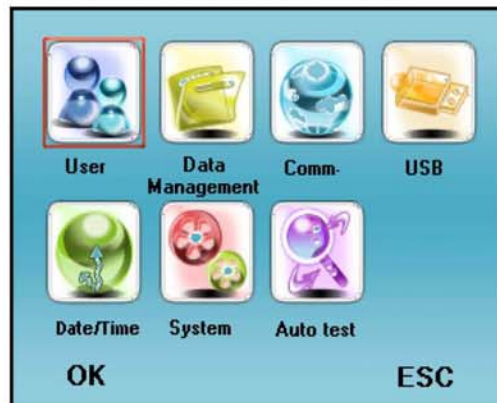 User
Data
Management
Comm-
USB
Date/Time
System
Auto test
OK
ESC